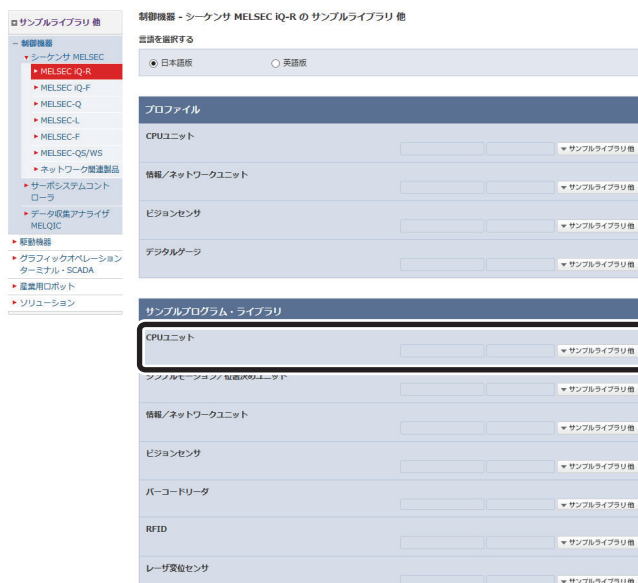 サンプルライブラリ 他
制御機器
シーケンサ MELSEC
MELSEC iQ-R
MELSEC iQ-F
MELSEC-Q
MELSEC-L
MELSEC-F
MELSEC-QS/WS
ネットワーク関連製品
サーボシステムコント
ローラ
データ収集アナライザ
MELQIC
駆動機器
グラフィックオペレーション
ターミナル・SCADA
産業用ロボット
ソリューション
制御機器 - シーケンサ MELSEC iQ-R の サンプルライブラリ 他
言語を選択する
日本語版 英語版
プロファイル
CPUユニット
サンプルライブラリ他
情報／ネットワークユニット
サンプルライブラリ他
ビジョンセンサ
サンプルライブラリ他
デジタルゲージ
サンプルライブラリ他
サンプルプログラム・ライブラリ
CPUユニット
サンプルライブラリ他
シンプルモーション／位置決めユニット
サンプルライブラリ他
情報／ネットワークユニット
サンプルライブラリ他
ビジョンセンサ
サンプルライブラリ他
バーコードリーダ
サンプルライブラリ他
RFID
サンプルライブラリ他
レーザ変位センサ
サンプルライブラリ他